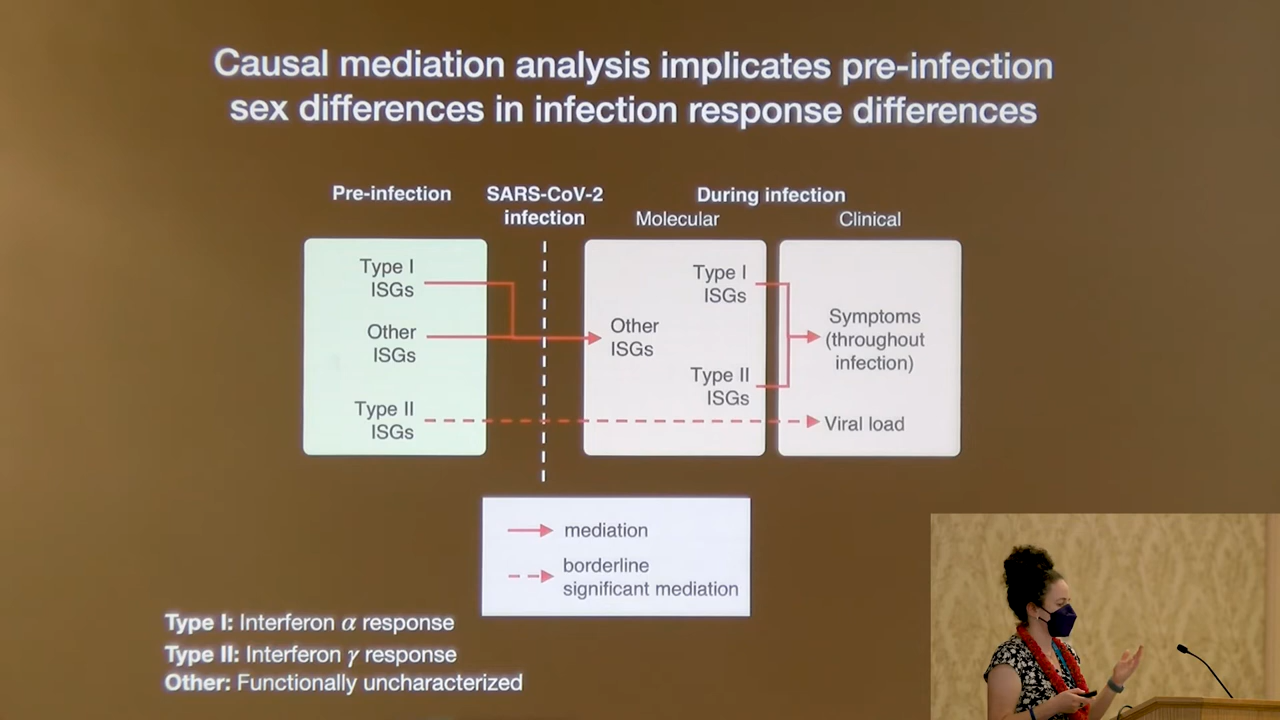 Causal mediation analysis implicates pre-infection
sex differences in infection response differences
Pre-infection
SARS-CoV-2
infection
During infection
Molecular
Clinical
Type I
ISGs
Other
ISGs
Type II
ISGs
Other
ISGs
Type I
ISGs
Type II
ISGs
Symptoms
(throughout
infection)
Viral load
mediation
borderline
significant mediation
Type I: Interferon α response
Type II: Interferon γ response
Other: Functionally uncharacterized